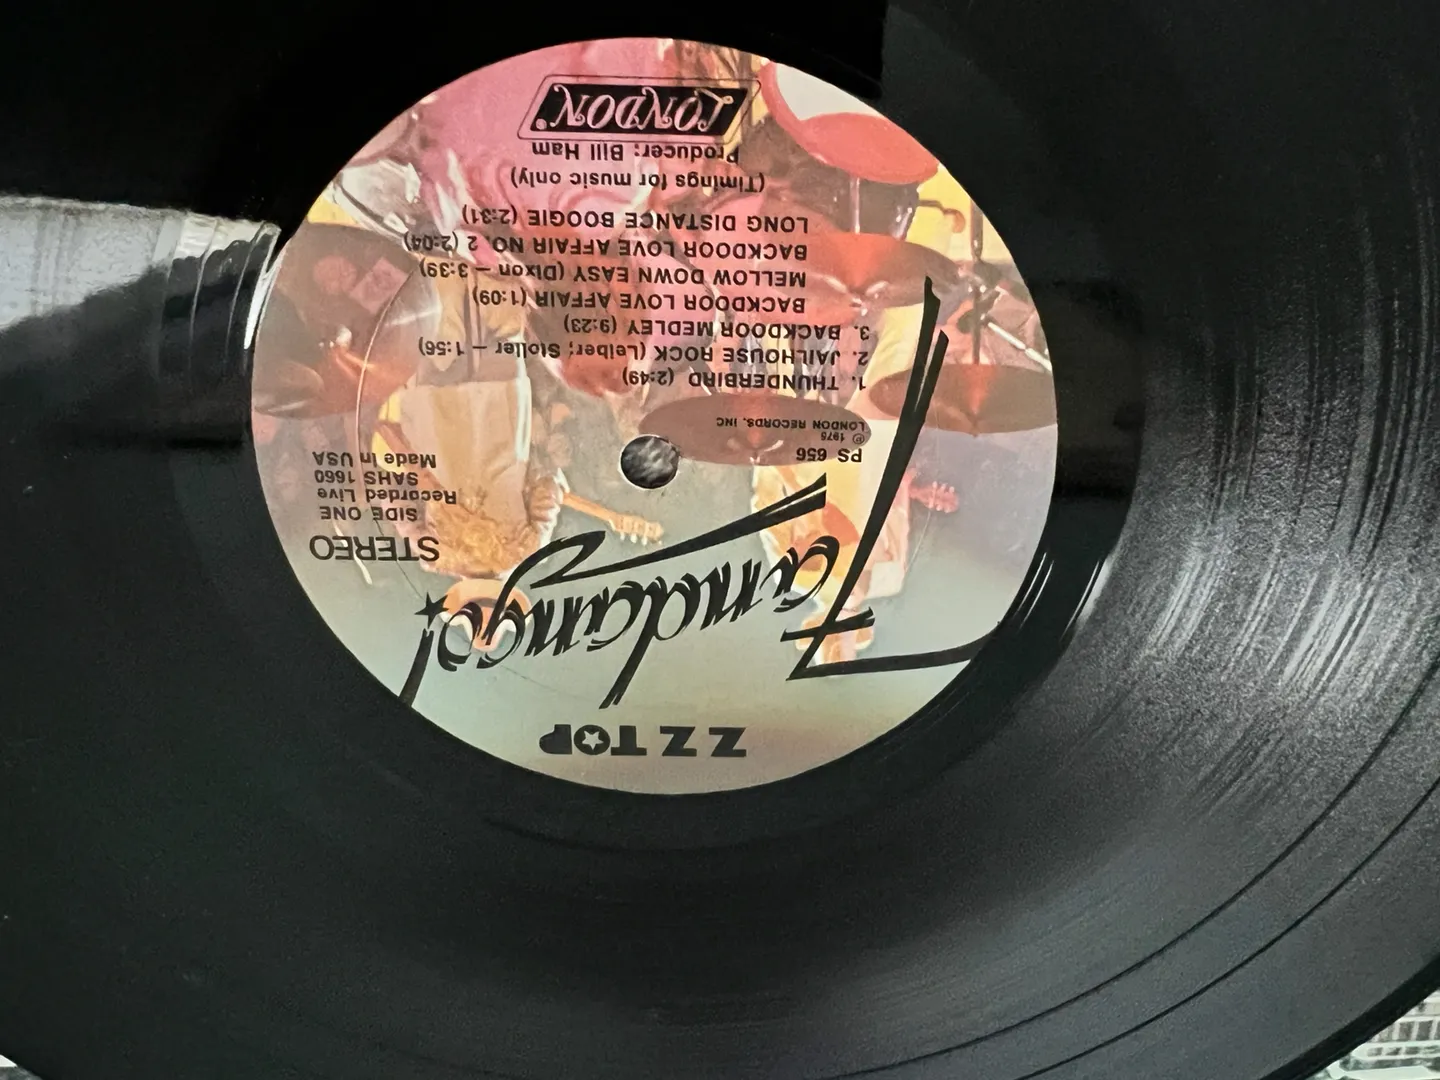 ZZ TOP
Fandango!
STEREO
SIDE ONE
Recorded Live
SAHS 1660
Made in USA
PS 656
℗ 1975
LONDON RECORDS, INC
1. THUNDERBIRD (2:49)
2. JAILHOUSE ROCK (Leiber; Stoller – 1:56)
3. BACKDOOR MEDLEY (9:23)
BACKDOOR LOVE AFFAIR (1:09)
MELLOW DOWN EASY (Dixon – 3:39)
BACKDOOR LOVE AFFAIR NO. 2 (2:04)
LONG DISTANCE BOOGIE (2:31)
(Timings for music only)
Producer: Bill Ham
LONDON®